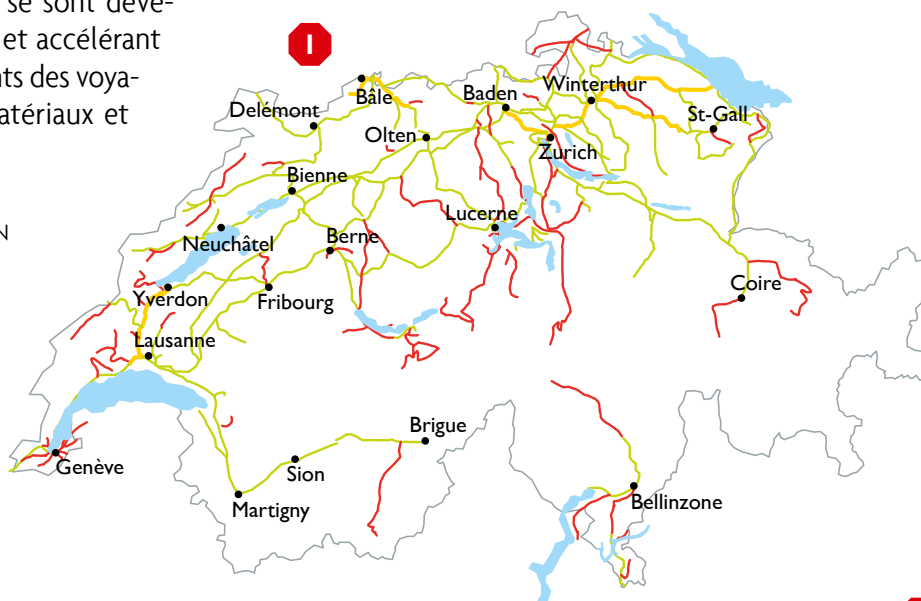 se sont déve-
et accélérant
nts des voya-
atériaux et
N
I
Bâle
Delémont
Baden
Winterthur
Olten
St-Gall
Zurich
Bienne
Lucerne
Neuchâtel
Berne
Yverdon
Fribourg
Coire
Lausanne
Genève
Brigue
Sion
Martigny
Bellinzone